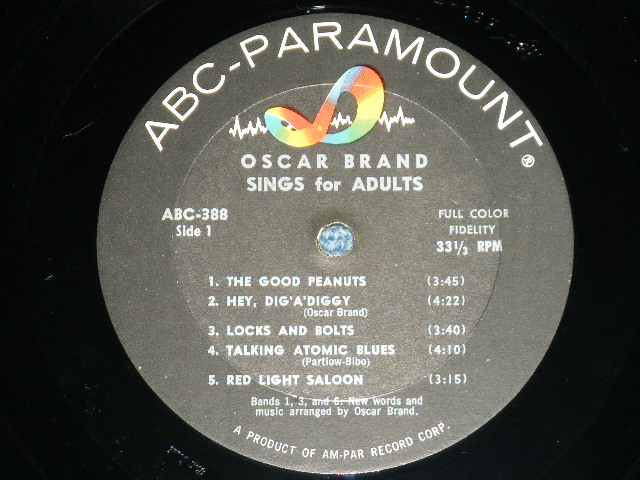 ABC-PARAMOUNT®
OSCAR BRAND
SINGS for ADULTS
ABC-388
Side 1
FULL COLOR
FIDELITY
33 1/3 RPM
1. THE GOOD PEANUTS (3:45)
2. HEY, DIG'A'DIGGY (4:22)
(Oscar Brand)
3. LOCKS AND BOLTS (3:40)
4. TALKING ATOMIC BLUES (4:10)
(Partlow-Bibo)
5. RED LIGHT SALOON (3:15)
Bands 1, 3, and 5: New words and
music arranged by Oscar Brand.
A PRODUCT OF AM-PAR RECORD CORP.